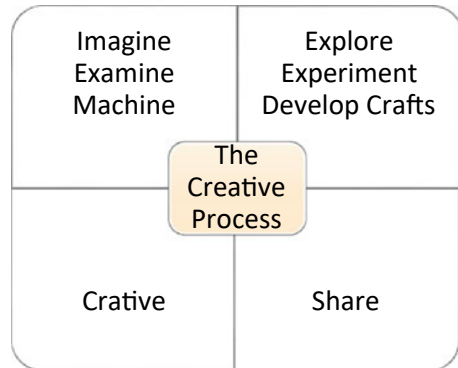 Imagine
Examine
Machine
Explore
Experiment
Develop Crafts
The
Creative
Process
Crative
Share